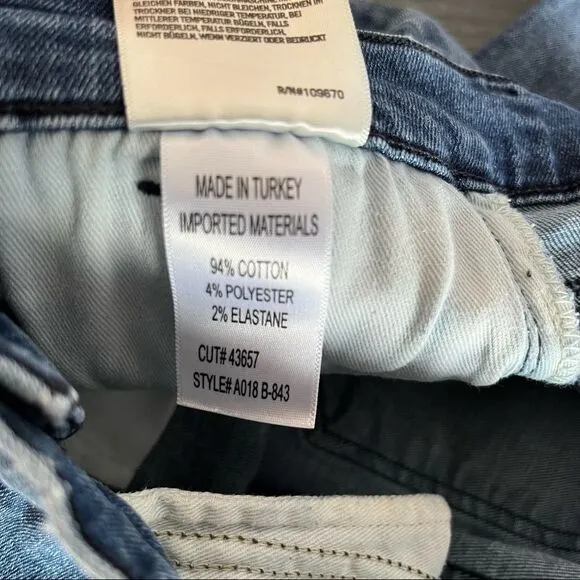 GLEICHEN FARBEN, NICHT BLEICHEN, TROCKNEN IM
TROCKNER BEI NIEDRIGER TEMPERATUR, BEI
MITTLERER TEMPERATUR BÜGELN, FALLS
ERFORDERLICH, FALLS ERFORDERLICH,
NICHT BÜGELN, WENN VERZIERT ODER BEDRUCKT
R/N#109670
MADE IN TURKEY
IMPORTED MATERIALS
94% COTTON
4% POLYESTER
2% ELASTANE
CUT# 43657
STYLE# A018 B-843